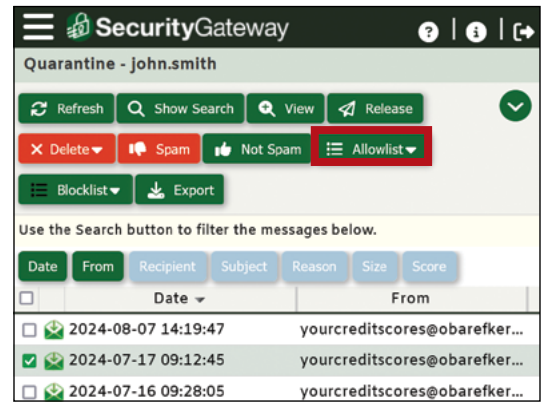 SecurityGateway
Quarantine - john.smith
Refresh Show Search View Release
Delete Spam Not Spam Allowlist
Blocklist Export
Use the Search button to filter the messages below.
Date From Recipient Subject Reason Size Score
Date From
2024-08-07 14:19:47 yourcreditscores@obarefker...
2024-07-17 09:12:45 yourcreditscores@obarefker...
2024-07-16 09:28:05 yourcreditscores@obarefker...